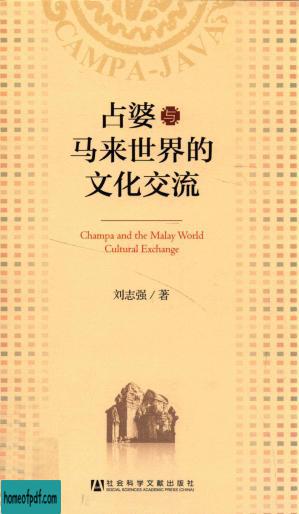 CAMPA-JAVA
占婆与
马来世界的
文化交流
Champa and the Malay World
Cultural Exchange
刘志强／著
社会科学文献出版社
SOCIAL SCIENCES ACADEMIC PRESS (CHINA)
homeofpdf.com